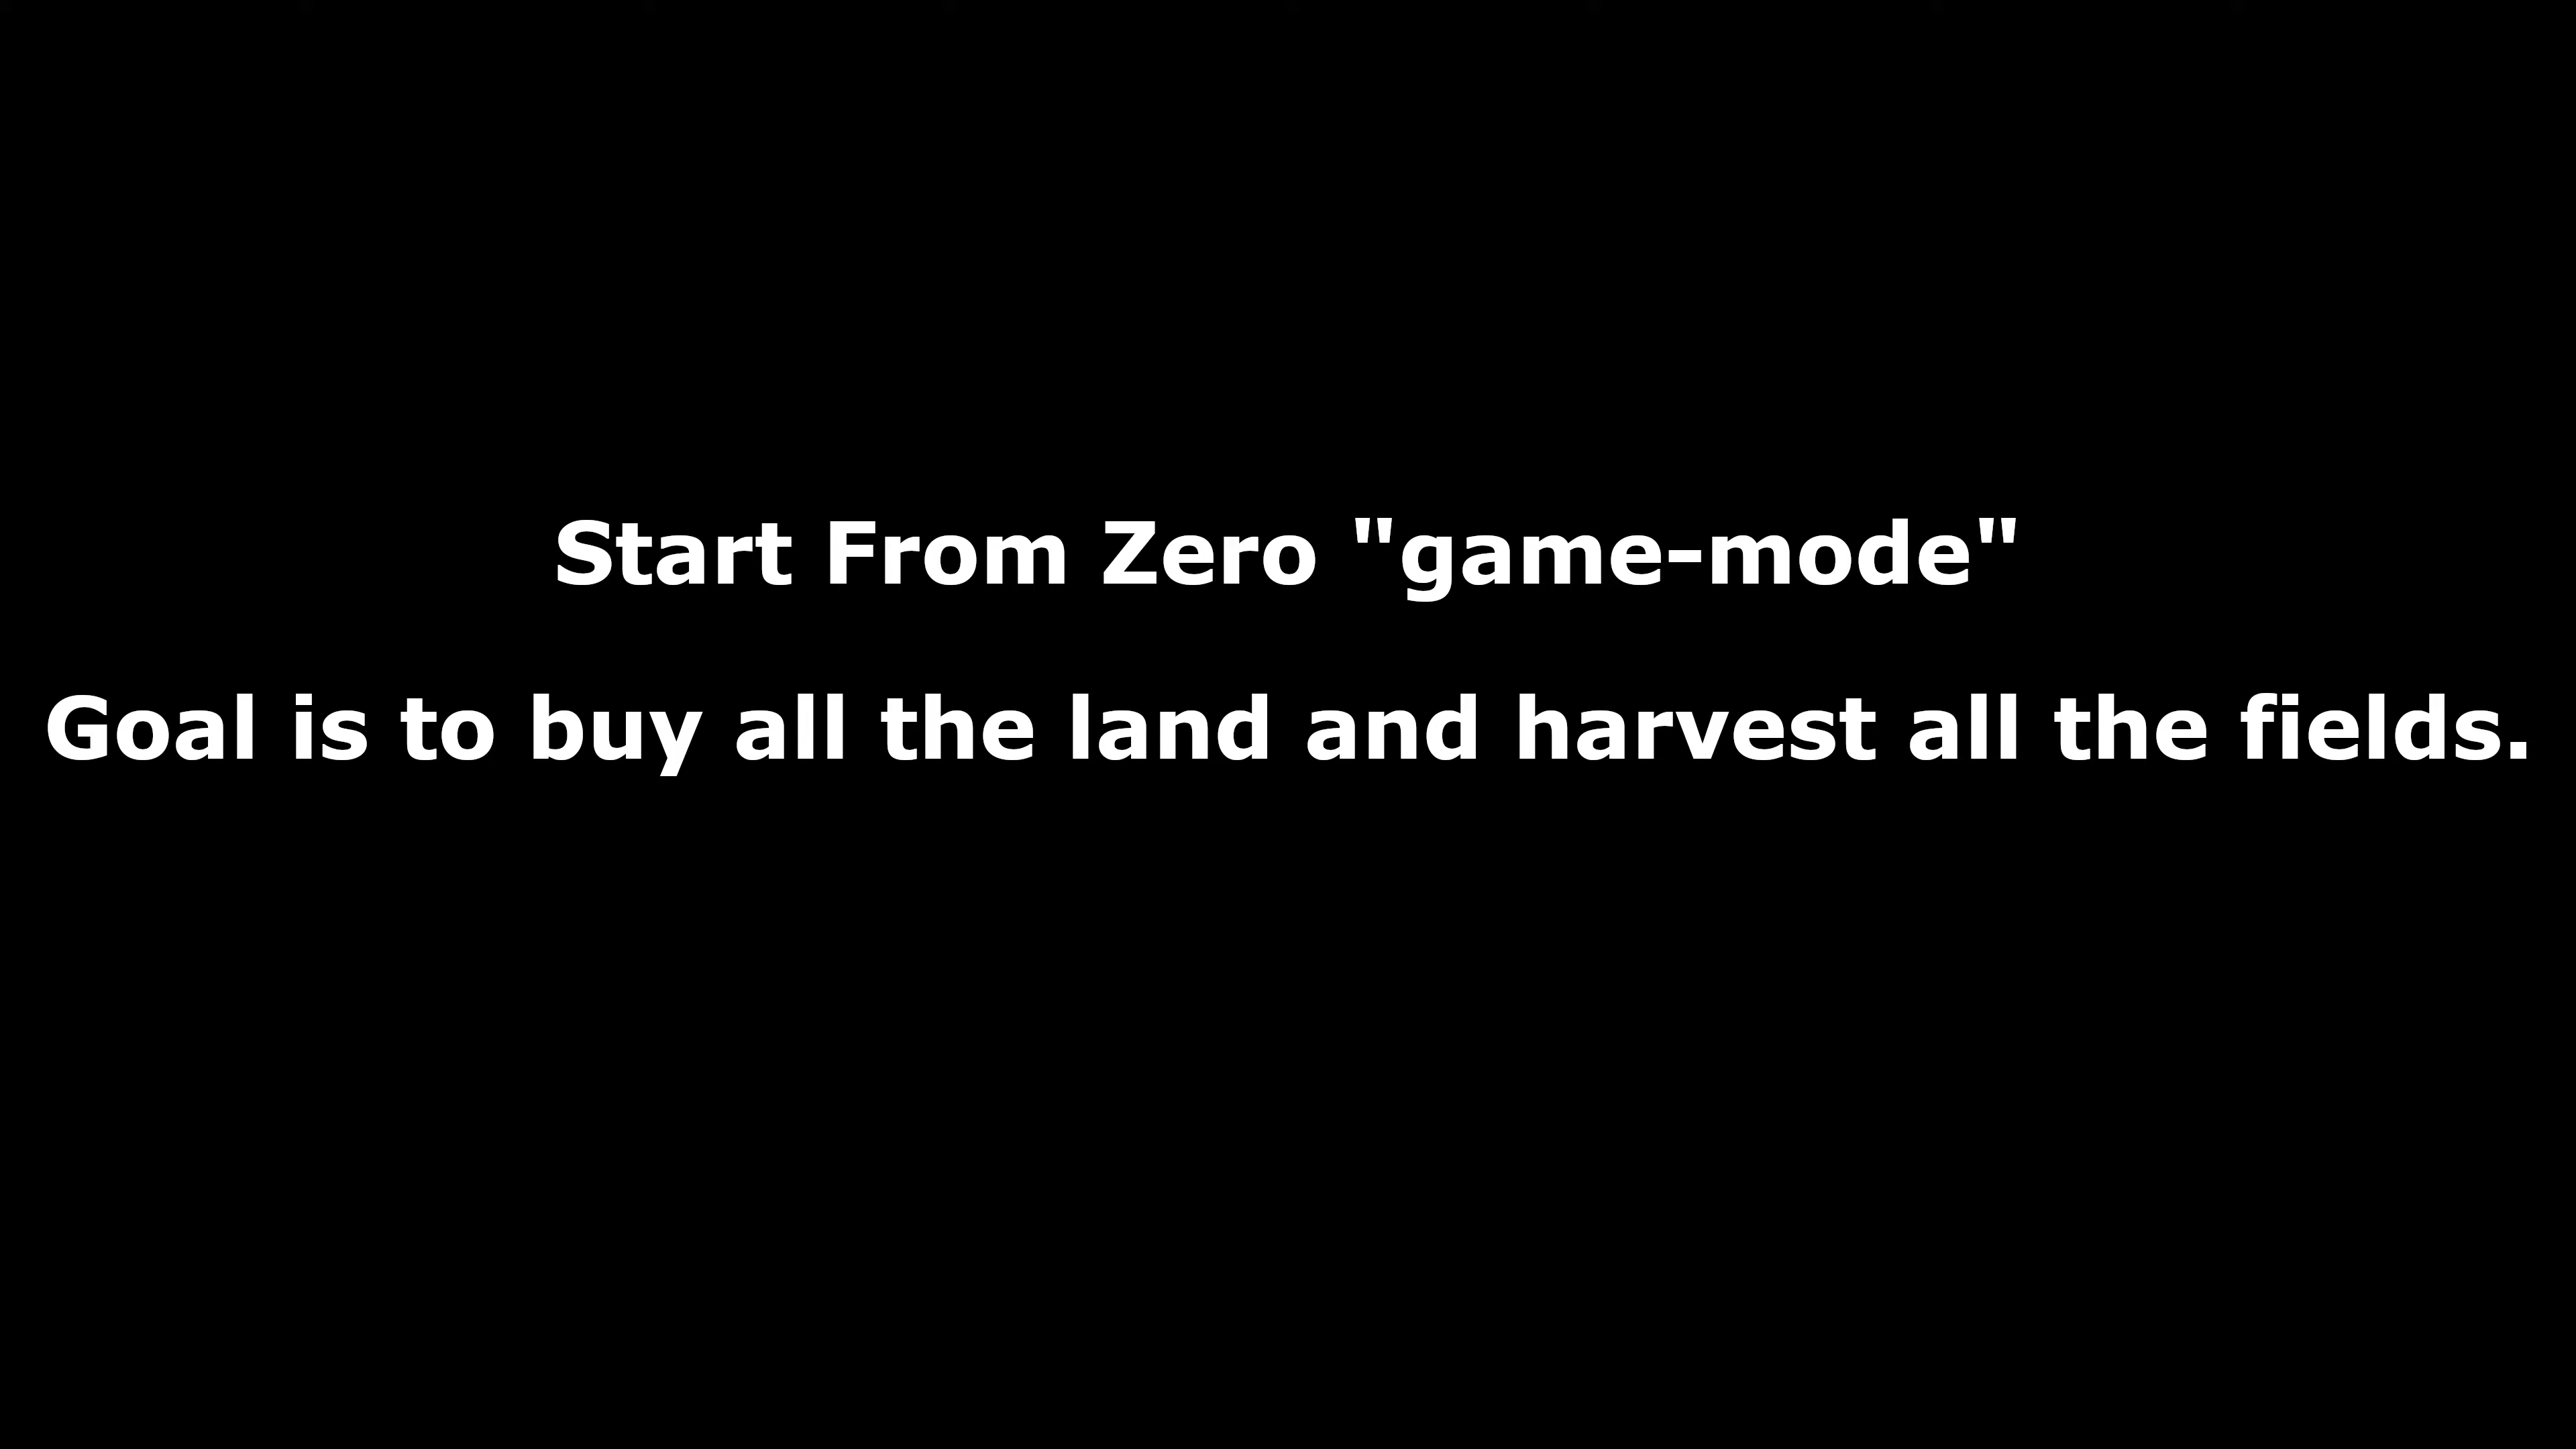 Start From Zero "game-mode"
Goal is to buy all the land and harvest all the fields.